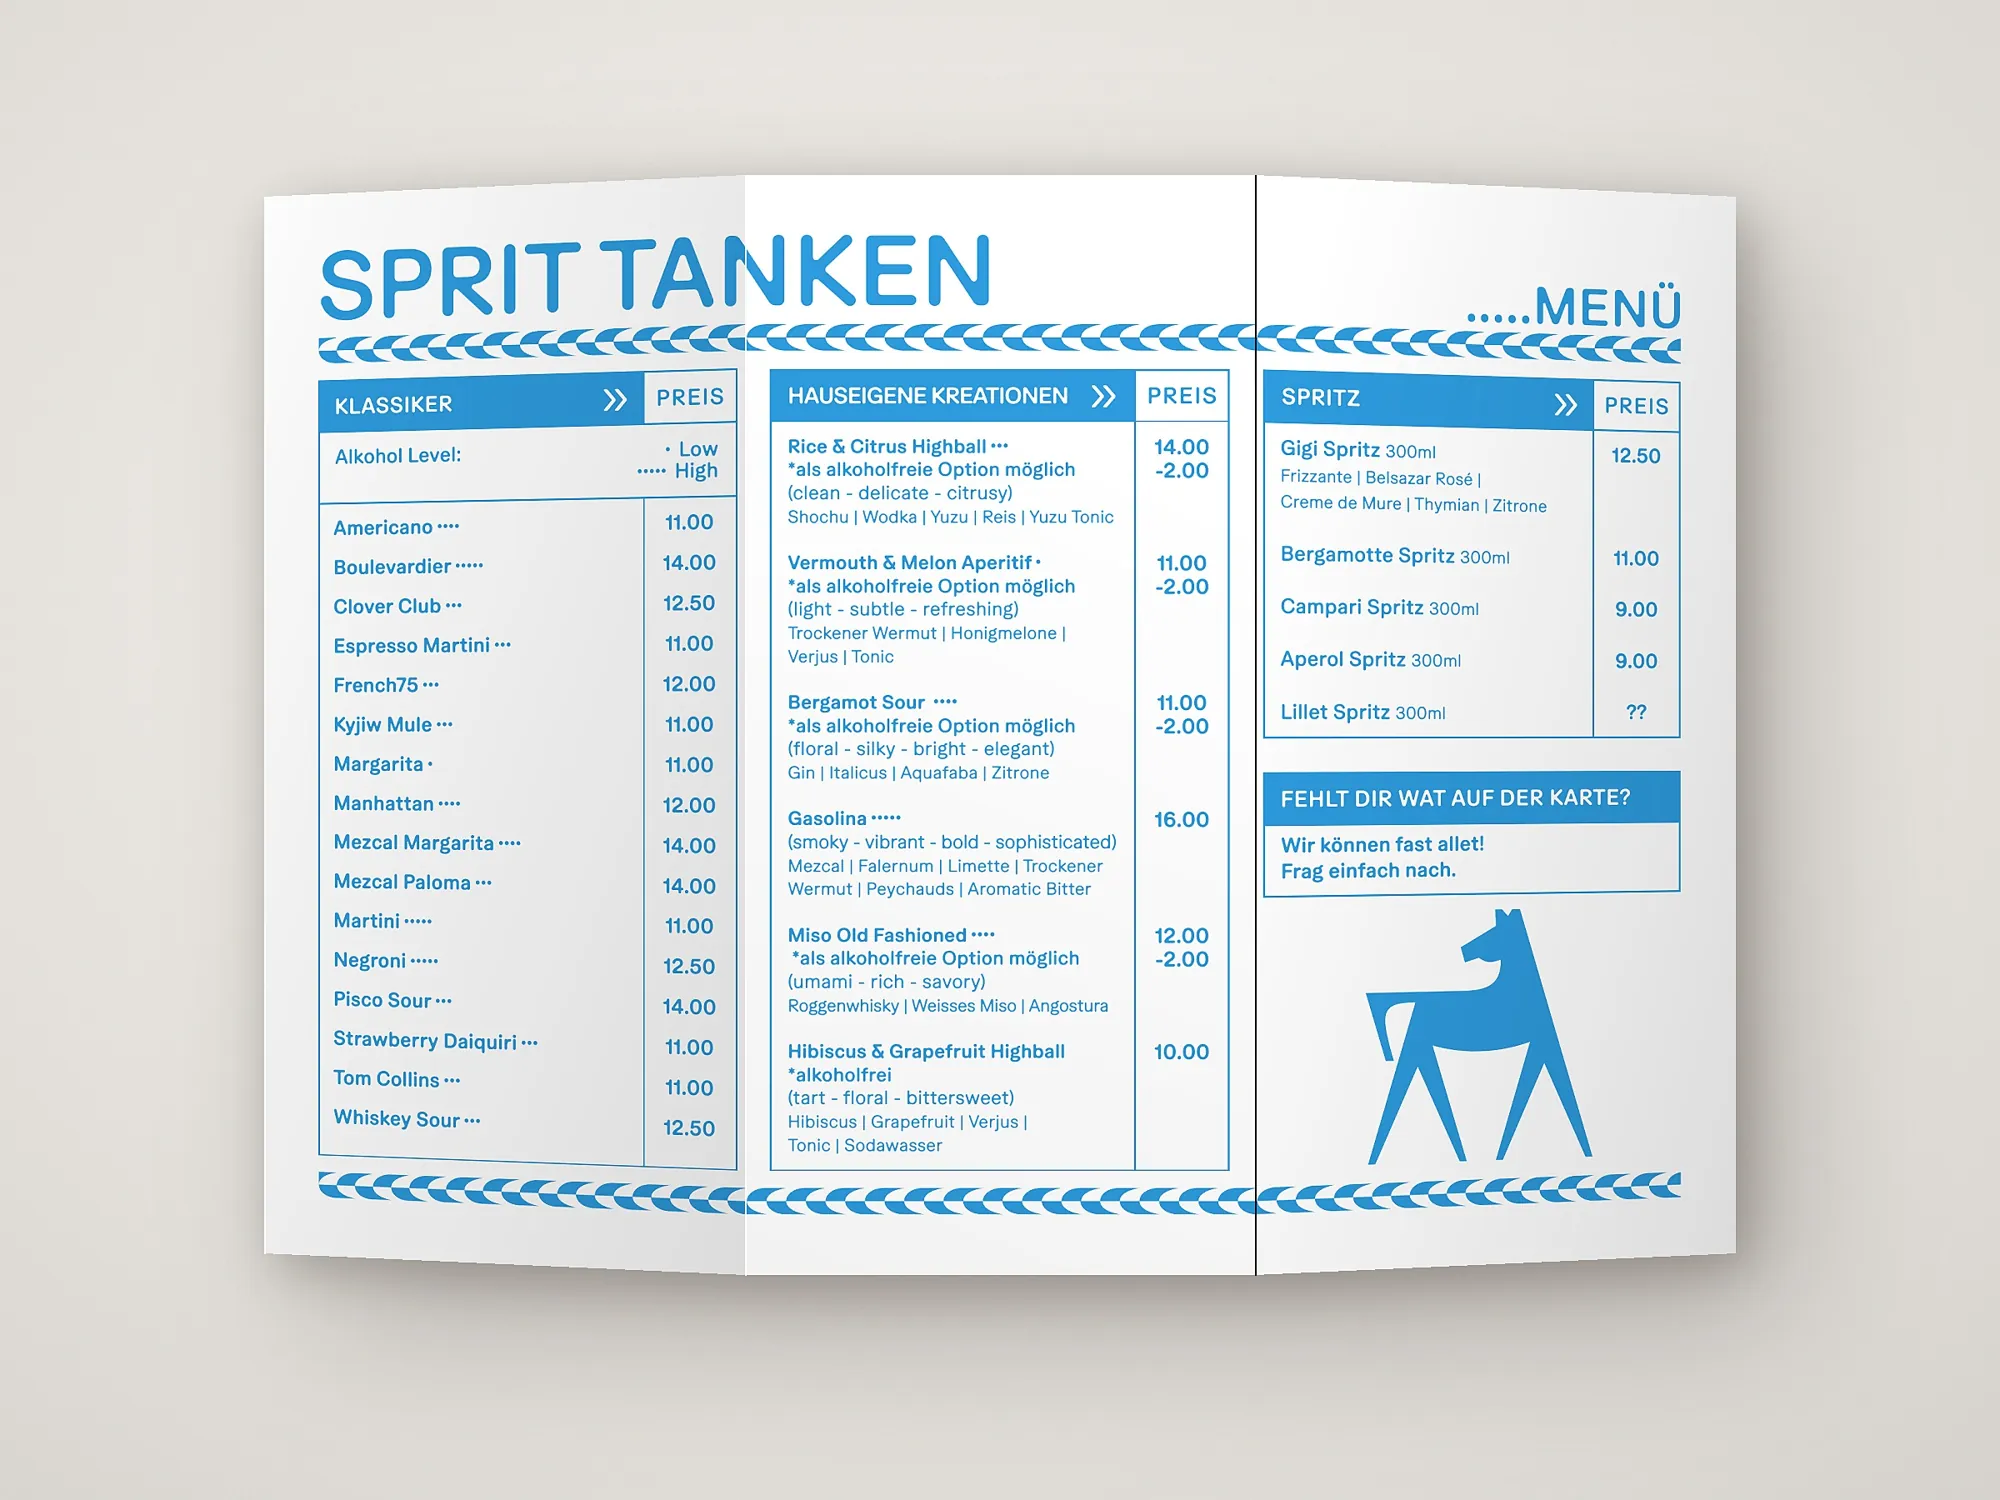 SPRIT TANKEN
.....MENÜ
KLASSIKER >> PREIS
Alkohol Level: • Low
••••• High
Americano •••• 11.00
Boulevardier ••••• 14.00
Clover Club ••• 12.50
Espresso Martini ••• 11.00
French75 ••• 12.00
Kyjiw Mule ••• 11.00
Margarita • 11.00
Manhattan •••• 12.00
Mezcal Margarita •••• 14.00
Mezcal Paloma ••• 14.00
Martini ••••• 11.00
Negroni ••••• 12.50
Pisco Sour ••• 14.00
Strawberry Daiquiri ••• 11.00
Tom Collins ••• 11.00
Whiskey Sour ••• 12.50
HAUSEIGENE KREATIONEN >> PREIS
Rice & Citrus Highball ••• 14.00
*als alkoholfreie Option möglich -2.00
(clean - delicate - citrusy)
Shochu | Wodka | Yuzu | Reis | Yuzu Tonic
Vermouth & Melon Aperitif • 11.00
*als alkoholfreie Option möglich -2.00
(light - subtle - refreshing)
Trockener Wermut | Honigmelone |
Verjus | Tonic
Bergamot Sour •••• 11.00
*als alkoholfreie Option möglich -2.00
(floral - silky - bright - elegant)
Gin | Italicus | Aquafaba | Zitrone
Gasolina ••••• 16.00
(smoky - vibrant - bold - sophisticated)
Mezcal | Falernum | Limette | Trockener
Wermut | Peychauds | Aromatic Bitter
Miso Old Fashioned •••• 12.00
*als alkoholfreie Option möglich -2.00
(umami - rich - savory)
Roggenwhisky | Weisses Miso | Angostura
Hibiscus & Grapefruit Highball 10.00
*alkoholfrei
(tart - floral - bittersweet)
Hibiscus | Grapefruit | Verjus |
Tonic | Sodawasser
SPRITZ >> PREIS
Gigi Spritz 300ml 12.50
Frizzante | Belsazar Rosé |
Creme de Mure | Thymian | Zitrone
Bergamotte Spritz 300ml 11.00
Campari Spritz 300ml 9.00
Aperol Spritz 300ml 9.00
Lillet Spritz 300ml ??
FEHLT DIR WAT AUF DER KARTE?
Wir können fast allet!
Frag einfach nach.